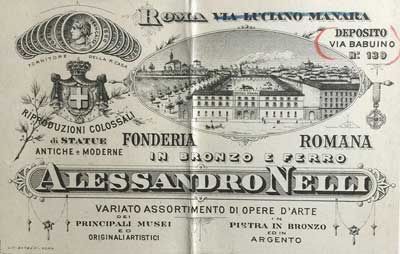 ROMA VIA LUCIANO MANARA
DEPOSITO
VIA BABUINO
N° 139
FORNITORE DELLA R. CASA
RIPRODUZIONI COLOSSALI
di STATUE
ANTICHE e MODERNE
FONDERIA ROMANA
IN BRONZO E FERRO
ALESSANDRO NELLI
VARIATO ASSORTIMENTO DI OPERE D'ARTE
DEI
PRINCIPALI MUSEI
ED
ORIGINALI ARTISTICI
IN
PIETRA IN BRONZO
ED IN
ARGENTO